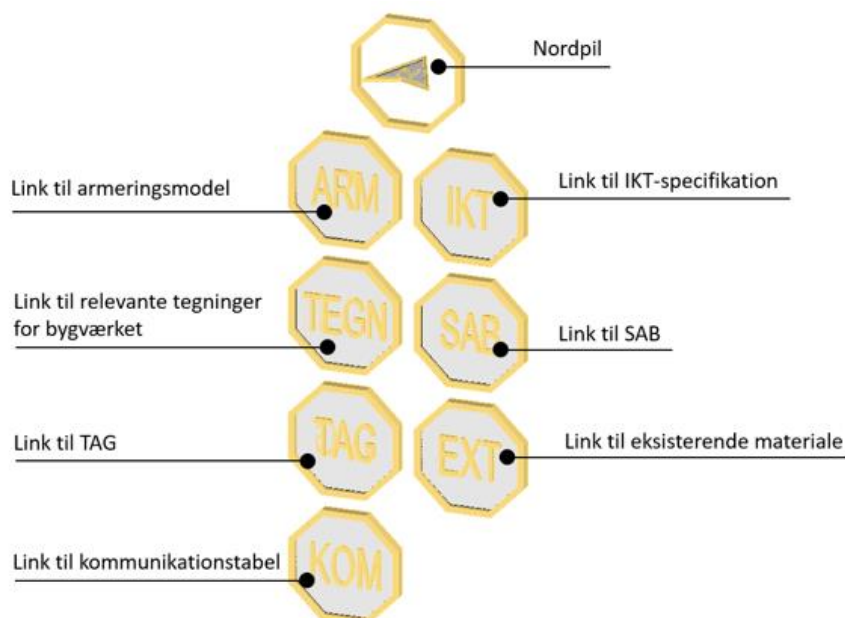 Nordpil
Link til armeringsmodel
ARM
IKT
Link til IKT-specifikation
Link til relevante tegninger
for bygværket
TEGN
SAB
Link til SAB
Link til TAG
TAG
EXT
Link til eksisterende materiale
Link til kommunikationstabel
KOM